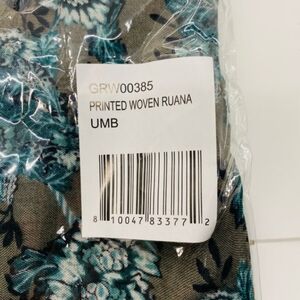 GRW00385
PRINTED WOVEN RUANA
UMB
8 10047 83377 2